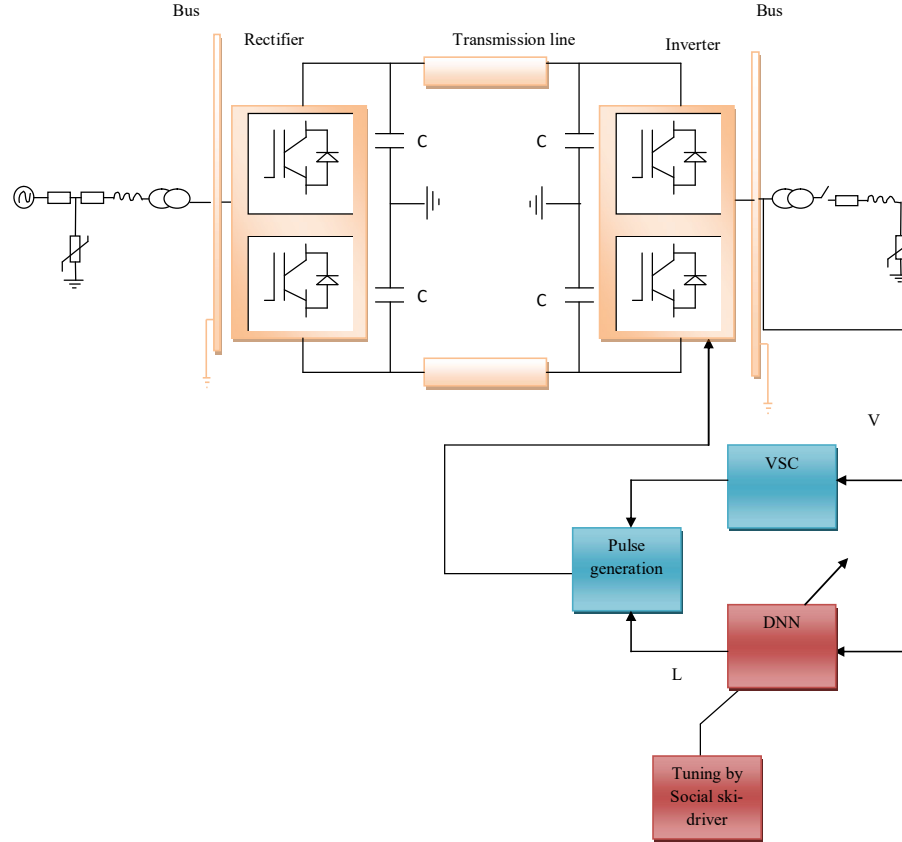 Bus
Bus
Rectifier
Transmission line
Inverter
C
C
C
C
V
VSC
Pulse
generation
DNN
L
Tuning by
Social ski-
driver